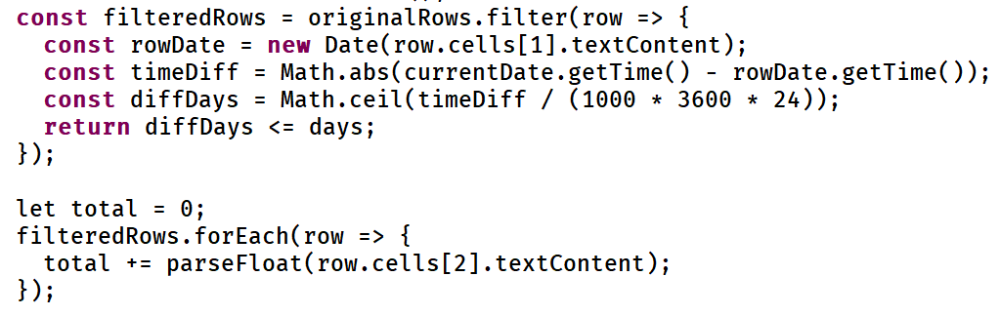 const filteredRows = originalRows.filter(row => {
  const rowDate = new Date(row.cells[1].textContent);
  const timeDiff = Math.abs(currentDate.getTime() - rowDate.getTime());
  const diffDays = Math.ceil(timeDiff / (1000 * 3600 * 24));
  return diffDays <= days;
});

let total = 0;
filteredRows.forEach(row => {
  total += parseFloat(row.cells[2].textContent);
});